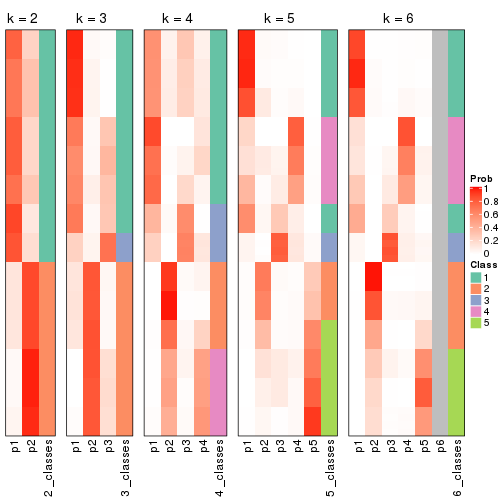 k = 2
k = 3
k = 4
k = 5
k = 6
p1
p2
2_classes
p1
p2
p3
3_classes
p1
p2
p3
p4
4_classes
p1
p2
p3
p4
p5
5_classes
p1
p2
p3
p4
p5
p6
6_classes
Prob
1
0.8
0.6
0.4
0.2
0
Class
1
2
3
4
5